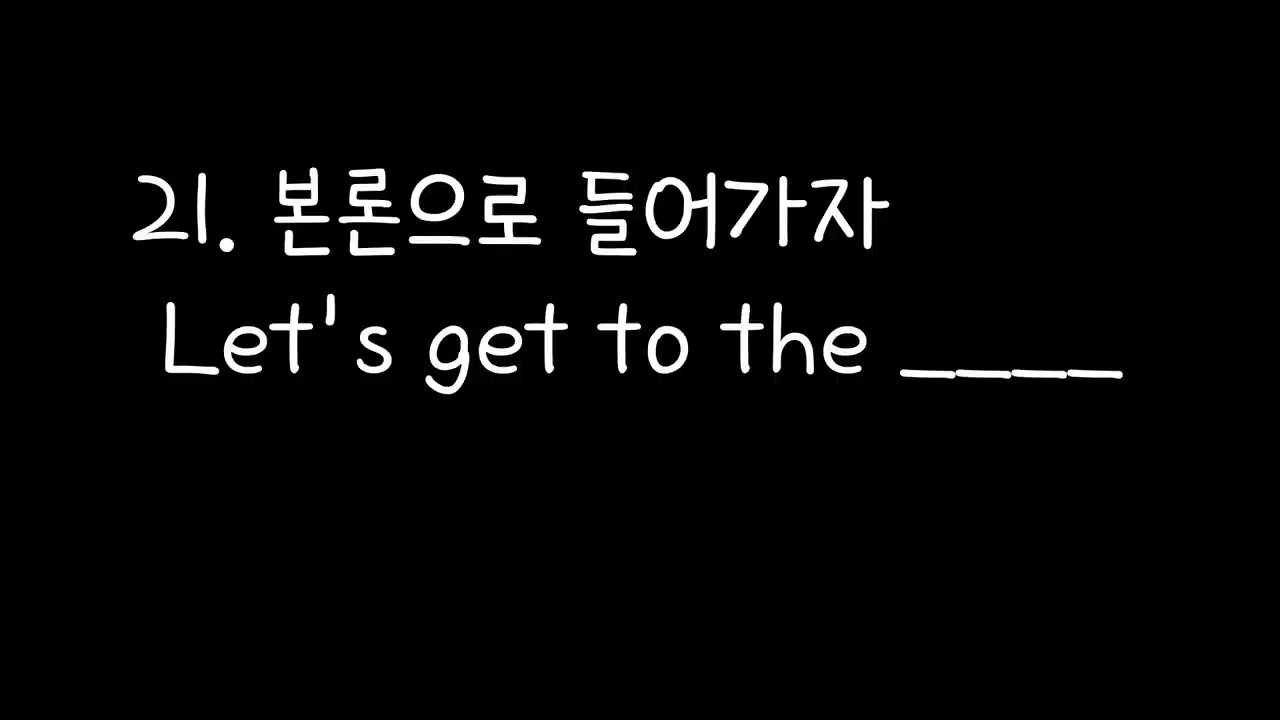 21. 본론으로 들어가자
Let's get to the ____